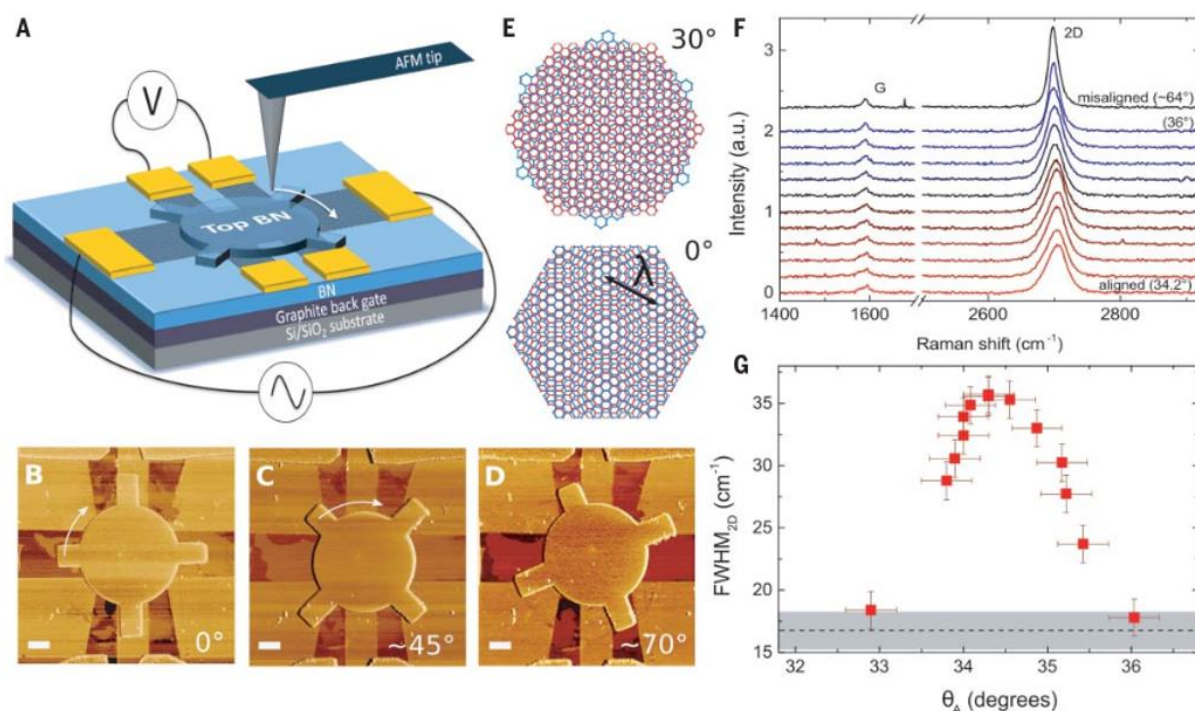 A
V
AFM tip
Top BN
BN
Graphite back gate
Si/SiO₂ substrate
B
0°
C
~45°
D
~70°
E
30°
0°
λ
F
Intensity (a.u.)
3
2
1
0
G
2D
misaligned (~64°)
(36°)
aligned (34.2°)
1400 1600 2600 2800
Raman shift (cm⁻¹)
G
FWHM₂D (cm⁻¹)
35
30
25
20
15
32 33 34 35 36
θA (degrees)